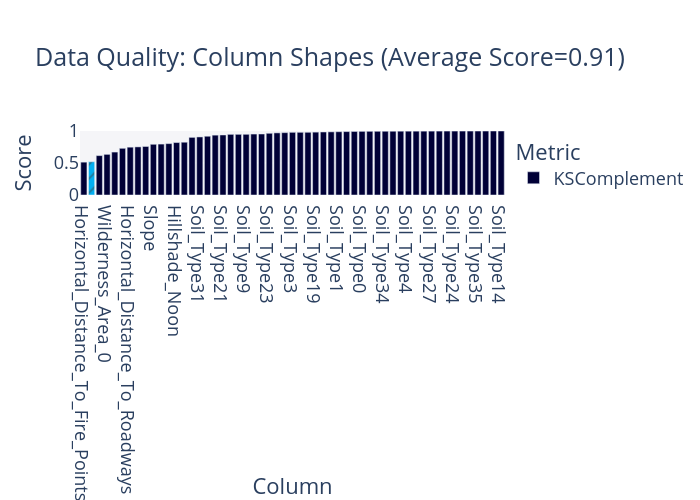 Data Quality: Column Shapes (Average Score=0.91)
Score
1
0.5
0
Metric
KSComplement
Horizontal_Distance_To_Fire_Points
Wilderness_Area_0
Horizontal_Distance_To_Roadways
Slope
Hillshade_Noon
Soil_Type31
Soil_Type21
Soil_Type9
Soil_Type23
Soil_Type3
Soil_Type19
Soil_Type1
Soil_Type0
Soil_Type34
Soil_Type4
Soil_Type27
Soil_Type24
Soil_Type35
Soil_Type14
Column